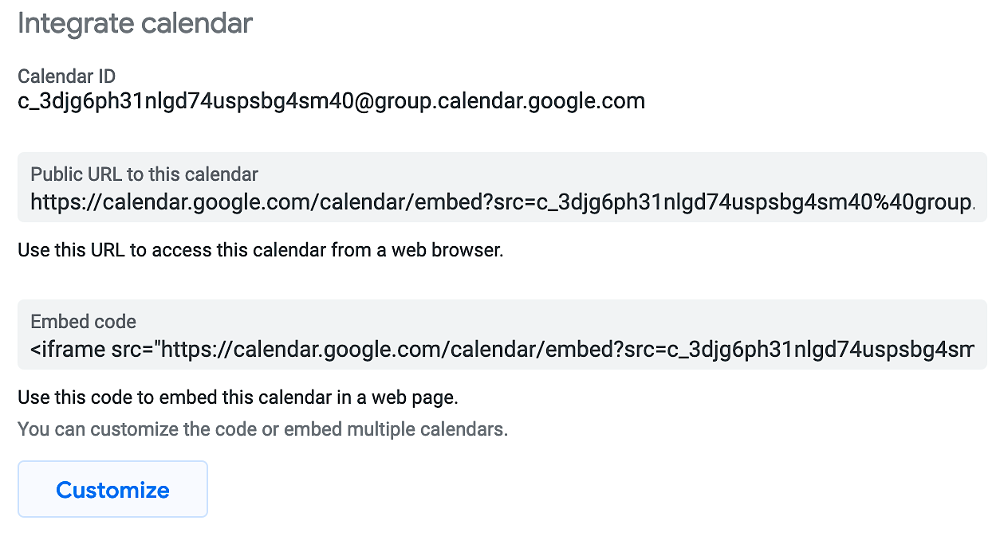 Integrate calendar
Calendar ID
c_3djg6ph31nlgd74uspsbg4sm40@group.calendar.google.com
Public URL to this calendar
https://calendar.google.com/calendar/embed?src=c_3djg6ph31nlgd74uspsbg4sm40%40group.
Use this URL to access this calendar from a web browser.
Embed code
<iframe src="https://calendar.google.com/calendar/embed?src=c_3djg6ph31nlgd74uspsbg4sm
Use this code to embed this calendar in a web page.
You can customize the code or embed multiple calendars.
Customize